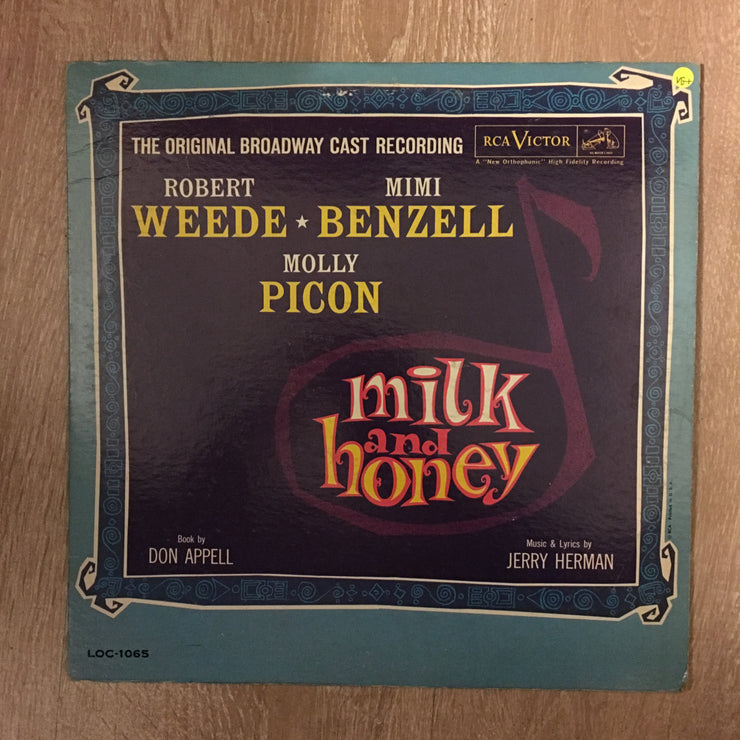 THE ORIGINAL BROADWAY CAST RECORDING
RCA VICTOR
A "New Orthophonic" High Fidelity Recording
ROBERT MIMI
WEEDE ★ BENZELL
MOLLY
PICON
milk
and
honey
Book by
DON APPELL
Music & Lyrics by
JERRY HERMAN
LOC-1065